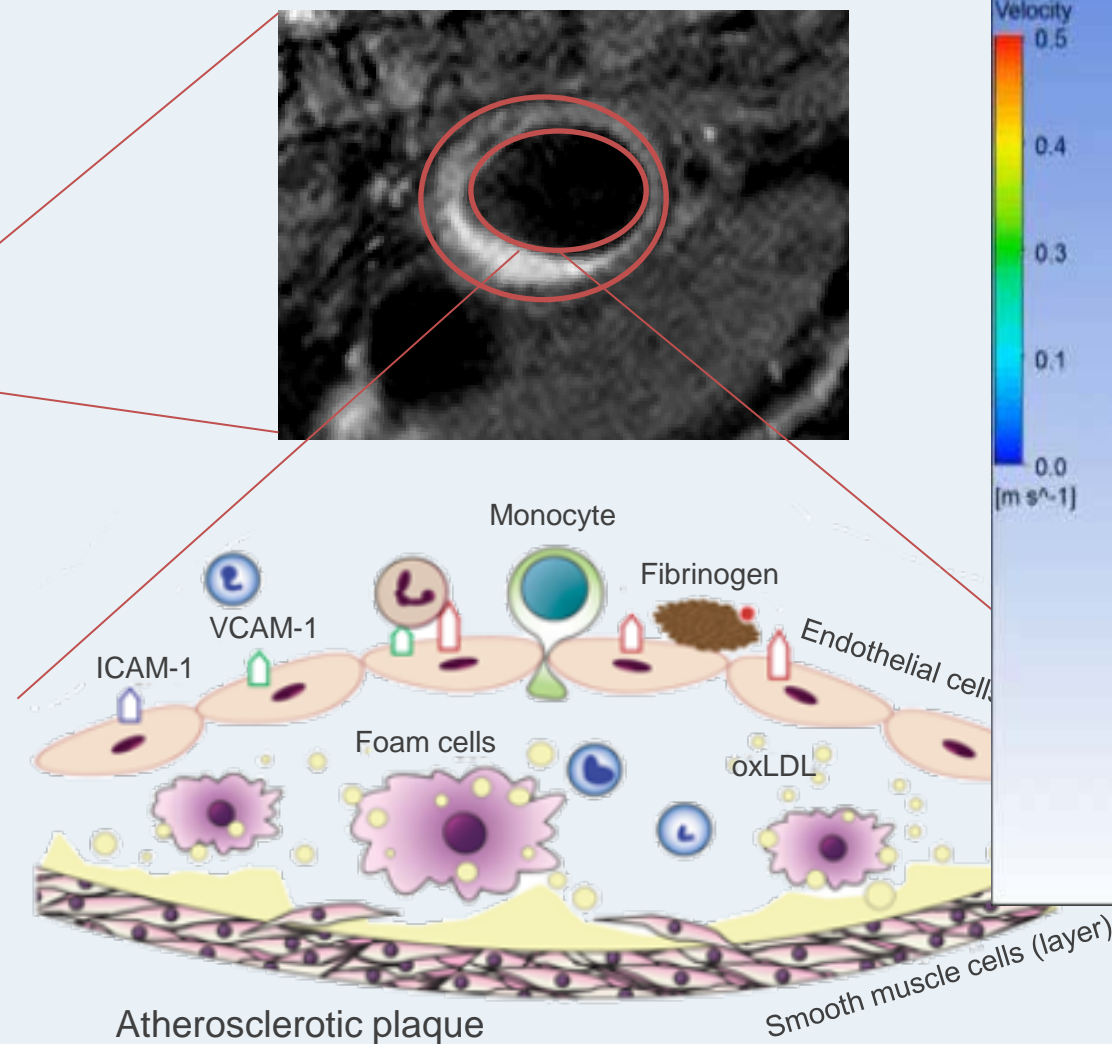 Velocity
0.5
0.4
0.3
0.1
0.0
[m s^-1]
Monocyte
Fibrinogen
VCAM-1
Endothelial cells
ICAM-1
Foam cells
oxLDL
Smooth muscle cells (layer)
Atherosclerotic plaque